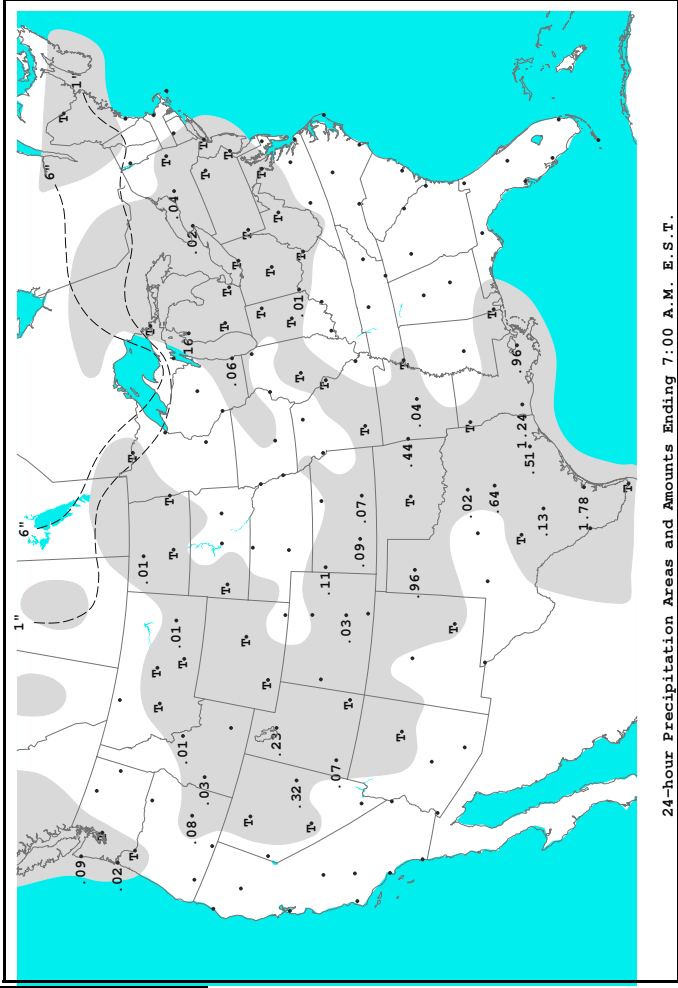 1"
6"
6"
T
1"
.09
T
.02
T
T
.01
T
T
T
T
T
.04
T
.01
T
.01
16"
.08
.02
T
.03
T
T
T
T
T
.06
T
T
T
T
T
T
T
T
.23
T
T
.32
.01
T
T
T
T
.11
.07
.03
T
.09
.07
T
T
T
.44
T
.96
.04
T
.02
T
T
.64
.96
T
1.24
.51
.13
1.78
T
24-hour Precipitation Areas and Amounts Ending 7:00 A.M. E.S.T.